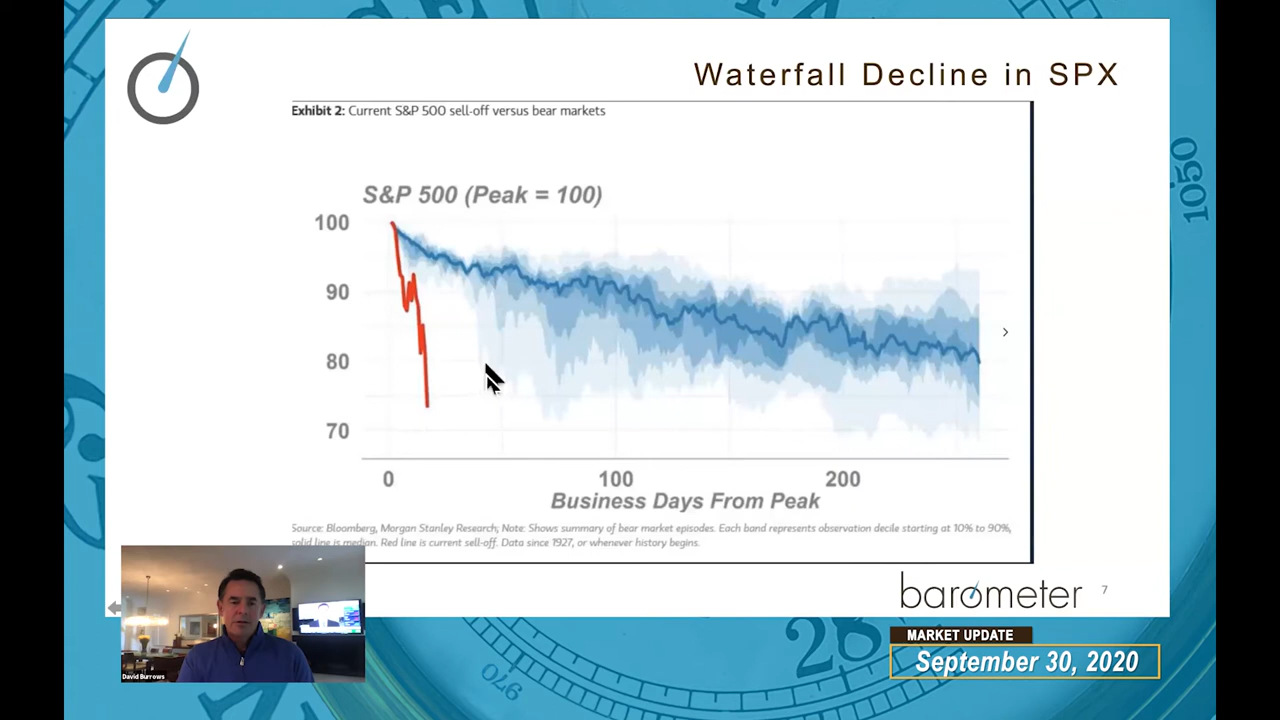 Waterfall Decline in SPX
Exhibit 2: Current S&P 500 sell-off versus bear markets
S&P 500 (Peak = 100)
100
90
80
70
0
100
200
Business Days From Peak
Source: Bloomberg, Morgan Stanley Research; Note: Shows summary of bear market episodes. Each band represents observation decile starting at 10% to 90%,
solid line is median. Red line is current sell-off. Data since 1927, or whenever history begins.
barometer
7
MARKET UPDATE
September 30, 2020
David Burrows
1050
970
28